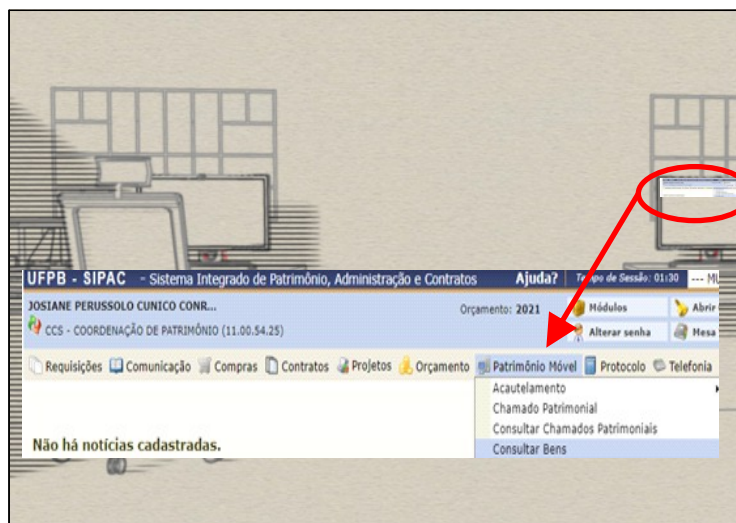 UFPB - SIPAC - Sistema Integrado de Patrimônio, Administração e Contratos Ajuda? Tempo de Sessão: 01:30 --- MU
JOSIANE PERUSSOLO CUNICO CONR... Orçamento: 2021 Módulos Abrir
CCS - COORDENAÇÃO DE PATRIMÔNIO (11.00.54.25) Alterar senha Mesa
Requisições Comunicação Compras Contratos Projetos Orçamento Patrimônio Móvel Protocolo Telefonia
Acautelamento
Chamado Patrimonial
Consultar Chamados Patrimoniais
Não há notícias cadastradas. Consultar Bens